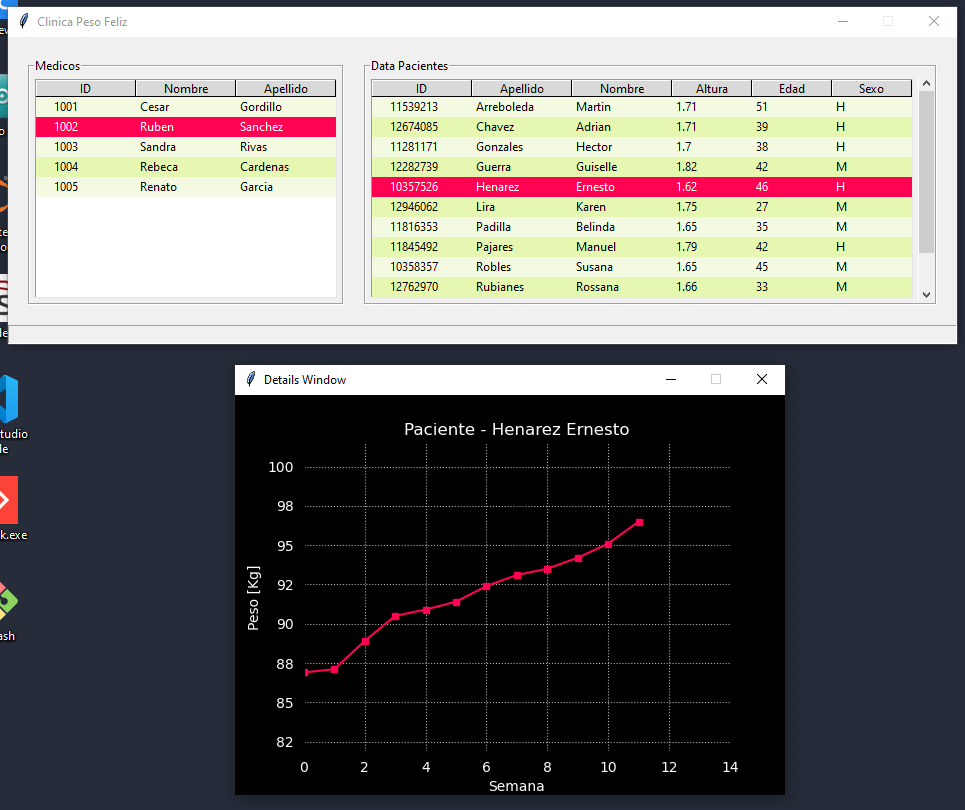 Clinica Peso Feliz
Medicos
ID Nombre Apellido
1001 Cesar Gordillo
1002 Ruben Sanchez
1003 Sandra Rivas
1004 Rebeca Cardenas
1005 Renato Garcia
Data Pacientes
ID Apellido Nombre Altura Edad Sexo
11539213 Arreboleda Martin 1.71 51 H
12674085 Chavez Adrian 1.71 39 H
11281171 Gonzales Hector 1.7 38 H
12282739 Guerra Guiselle 1.82 42 M
10357526 Henarez Ernesto 1.62 46 H
12946062 Lira Karen 1.75 27 M
11816353 Padilla Belinda 1.65 35 M
11845492 Pajares Manuel 1.79 42 H
10358357 Robles Susana 1.65 45 M
12762970 Rubianes Rossana 1.66 33 M
Details Window
Paciente - Henarez Ernesto
100
98
95
92
90
88
85
82
Peso [Kg]
0 2 4 6 8 10 12 14
Semana
tudio
le
k.exe
ash